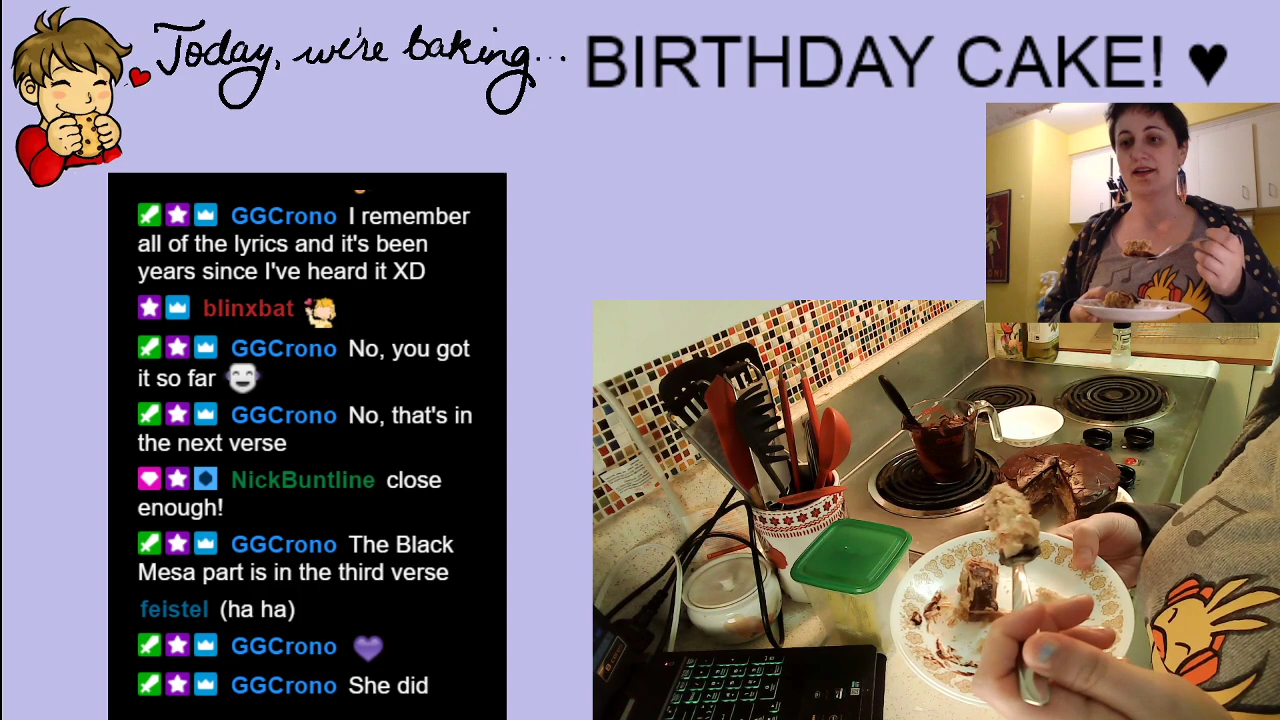 Today, we're baking... BIRTHDAY CAKE! ♥
GGCrono I remember
all of the lyrics and it's been
years since I've heard it XD
blinxbat
GGCrono No, you got
it so far
GGCrono No, that's in
the next verse
NickBuntline close
enough!
GGCrono The Black
Mesa part is in the third verse
feistel (ha ha)
GGCrono
GGCrono She did